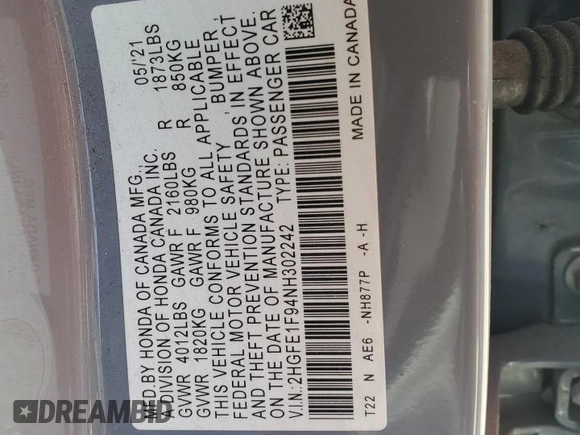 MFD.BY HONDA OF CANADA MFG., 05/'21
A DIVISION OF HONDA CANADA INC.
GVWR 4012LBS GAWR F 2160LBS R 1873LBS
GVWR 1820KG GAWR F 980KG R 850KG
THIS VEHICLE CONFORMS TO ALL APPLICABLE
FEDERAL MOTOR VEHICLE SAFETY, BUMPER,
AND THEFT PREVENTION STANDARDS IN EFFECT
ON THE DATE OF MANUFACTURE SHOWN ABOVE.
V.I.N.:2HGFE1F94NH302242 TYPE: PASSENGER CAR
T22 N AE6 -NH877P -A -H MADE IN CANADA
DREAMBID